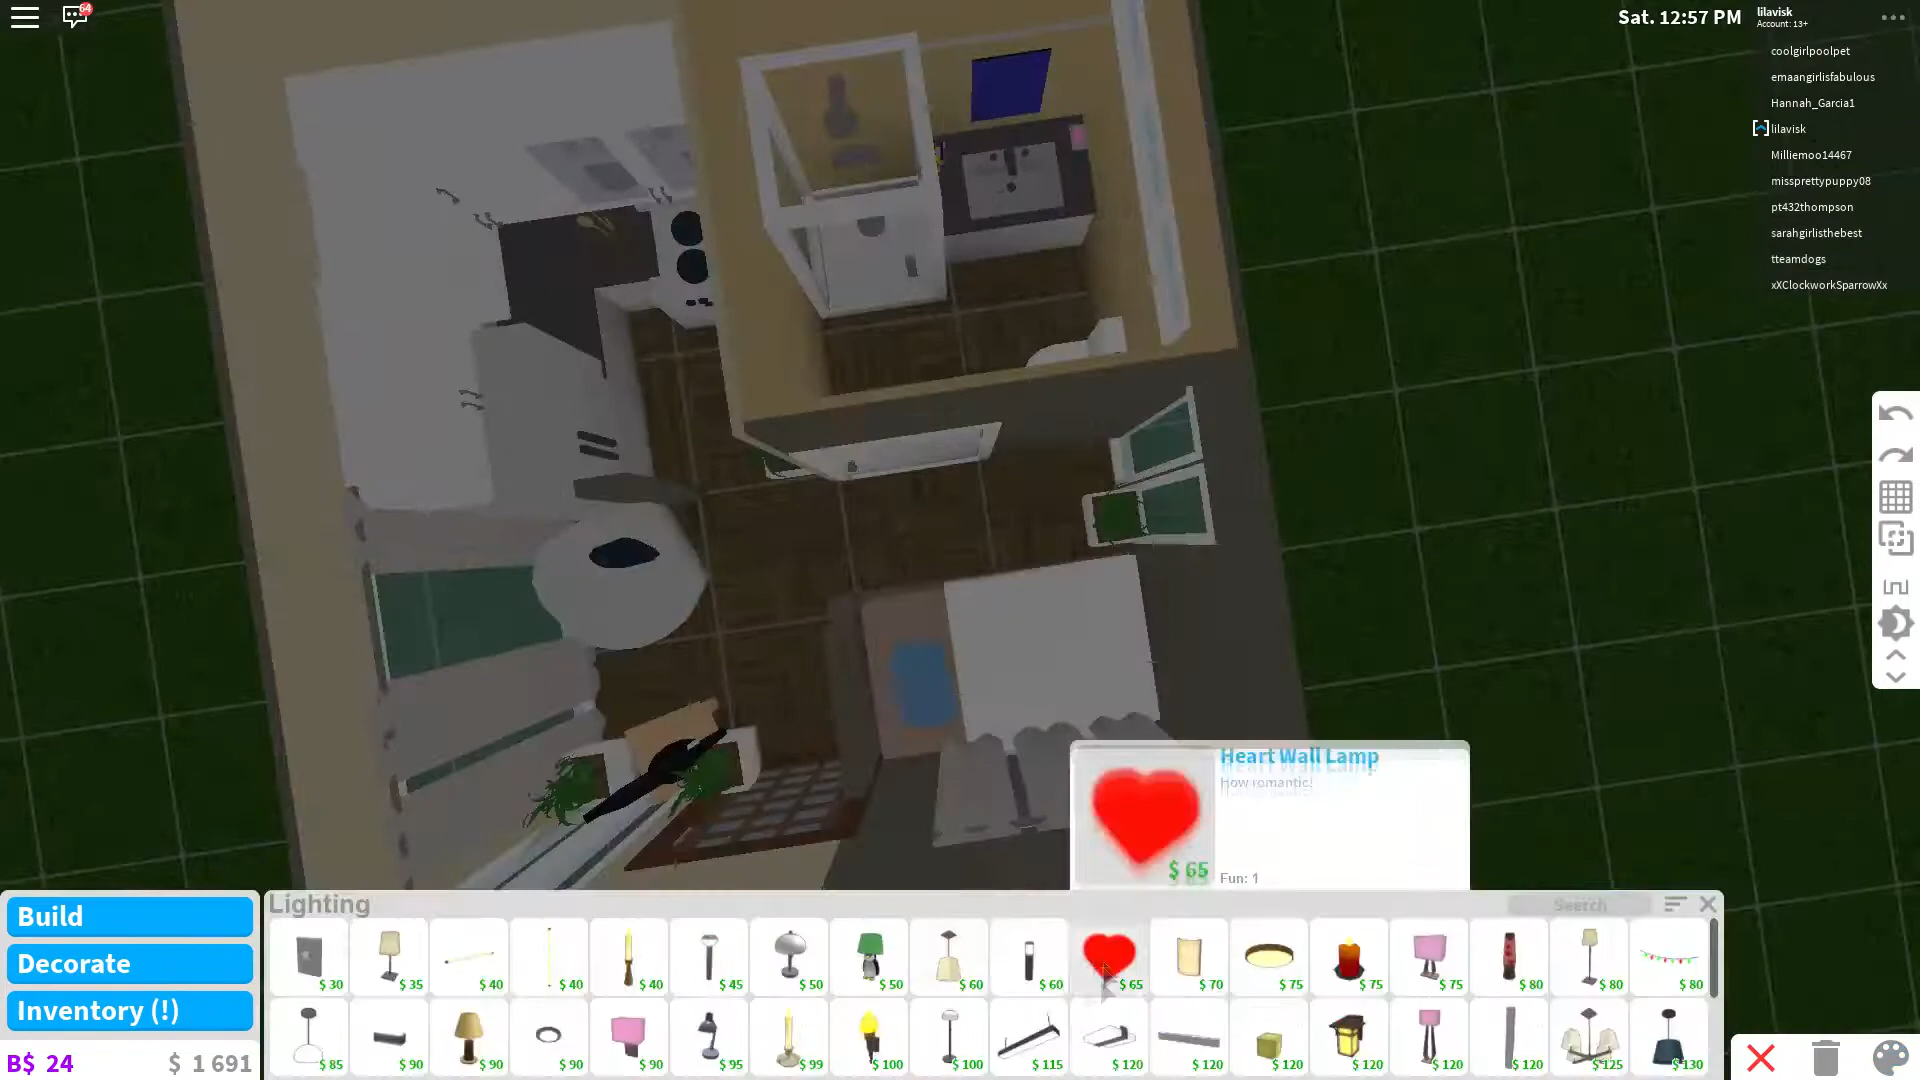 64
Sat. 12:57 PM
lilavisk
Account: 13+
coolgirlpoolpet
emaangirlisfabulous
Hannah_Garcia1
lilavisk
Milliemoo14467
missprettypuppy08
pt432thompson
sarahgirlisthebest
tteamdogs
xXClockworkSparrowXx
Heart Wall Lamp
How romantic!
$ 65
Fun: 1
Build
Decorate
Inventory (!)
B$ 24
$ 1 691
Lighting
Search
$ 30
$ 35
$ 40
$ 40
$ 40
$ 45
$ 50
$ 50
$ 60
$ 60
$ 65
$ 70
$ 75
$ 75
$ 75
$ 80
$ 80
$ 80
$ 85
$ 90
$ 90
$ 90
$ 90
$ 95
$ 99
$ 100
$ 100
$ 115
$ 120
$ 120
$ 120
$ 120
$ 120
$ 120
$ 125
$ 130